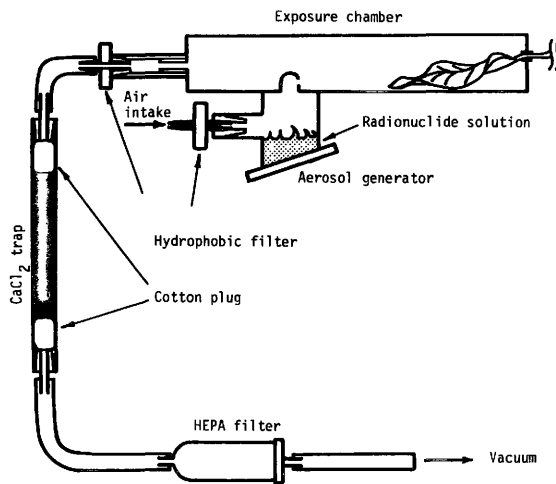 Exposure chamber
Air
intake
Radionuclide solution
Aerosol generator
Hydrophobic filter
CaCl2 trap
Cotton plug
HEPA filter
Vacuum